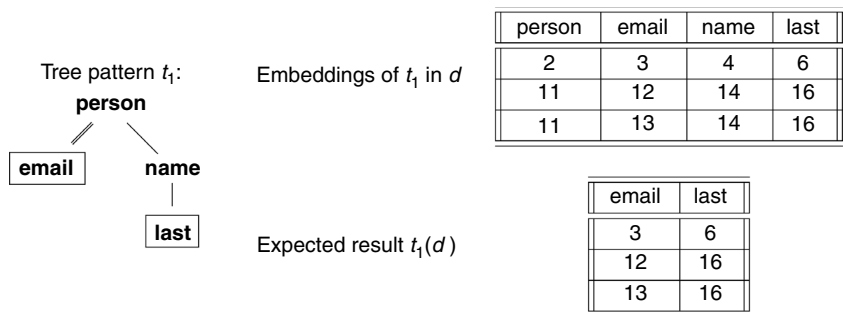 Tree pattern t1:
person
email
name
last
Embeddings of t1 in d
person email name last
2 3 4 6
11 12 14 16
11 13 14 16
Expected result t1(d)
email last
3 6
12 16
13 16